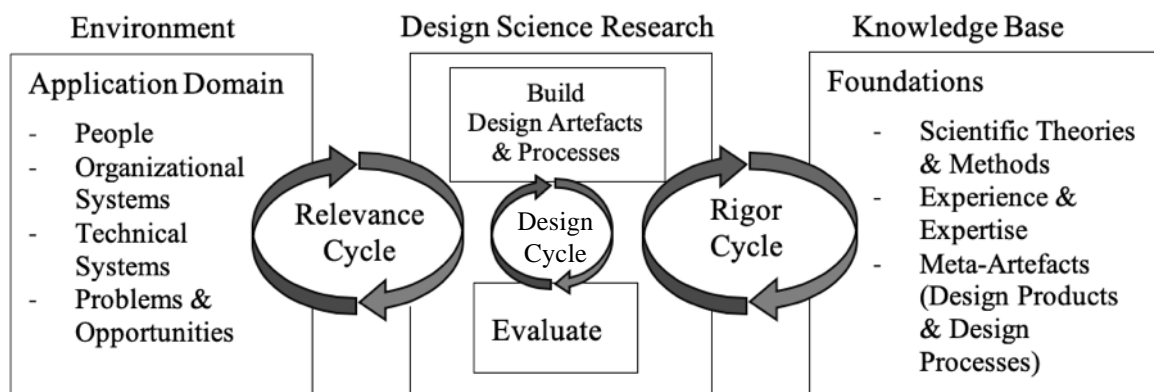 Environment
Application Domain
- People
- Organizational
Systems
- Technical
Systems
- Problems &
Opportunities
Relevance
Cycle
Design Science Research
Build
Design Artefacts
& Processes
Design
Cycle
Evaluate
Rigor
Cycle
Knowledge Base
Foundations
- Scientific Theories
& Methods
- Experience &
Expertise
- Meta-Artefacts
(Design Products
& Design
Processes)